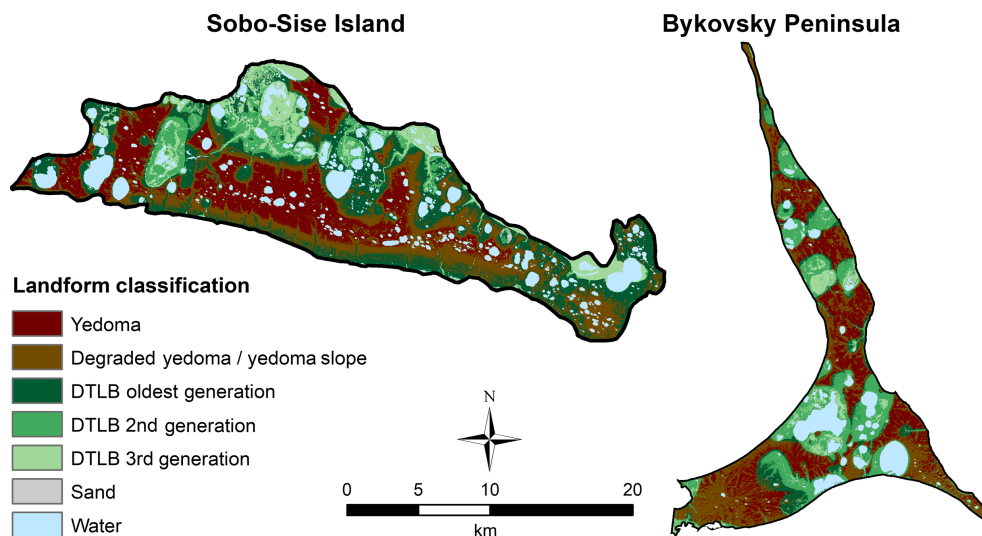 Sobo-Sise Island
Bykovsky Peninsula
Landform classification
Yedoma
Degraded yedoma / yedoma slope
DTLB oldest generation
DTLB 2nd generation
DTLB 3rd generation
Sand
Water
N
0 5 10 20
km